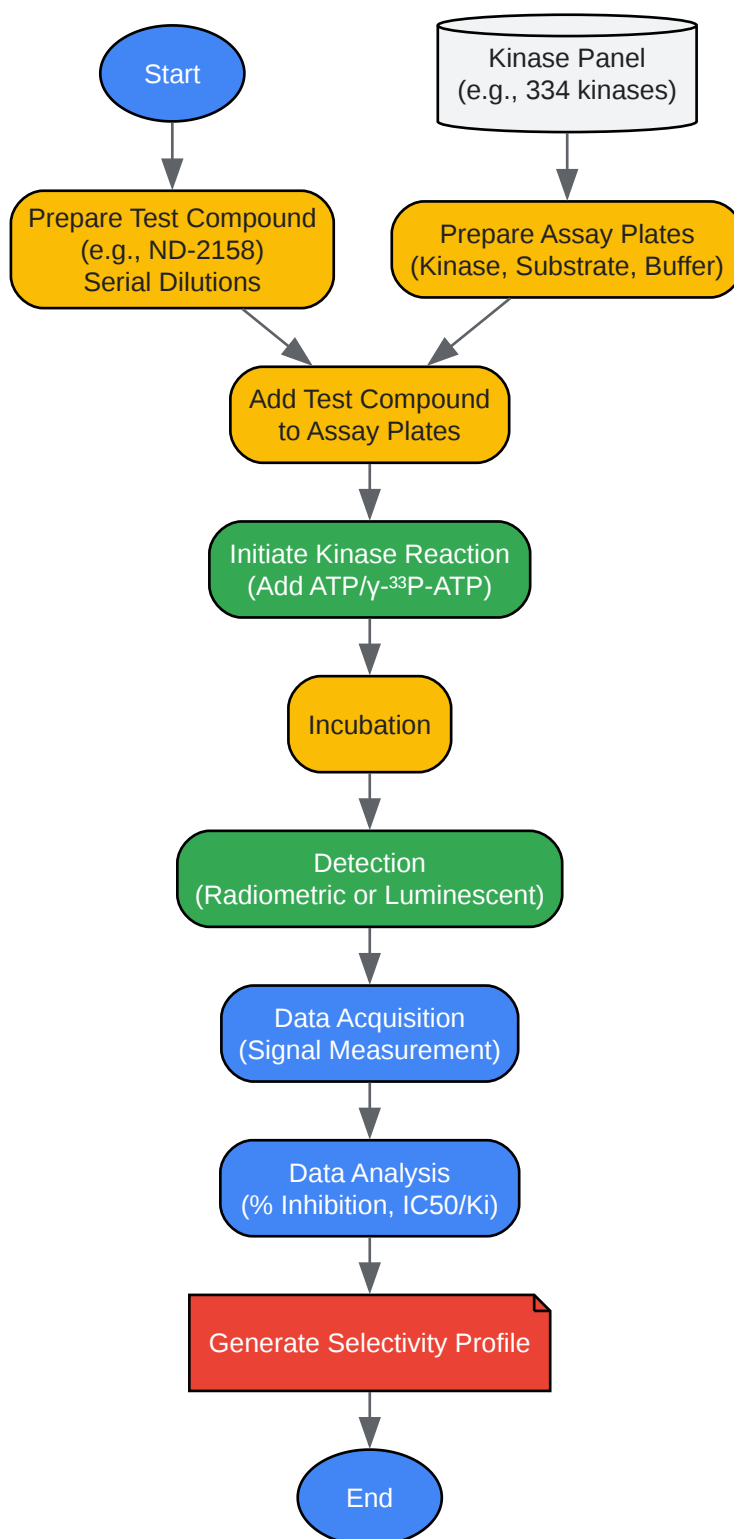 Start
Kinase Panel
(e.g., 334 kinases)
Prepare Test Compound
(e.g., ND-2158)
Serial Dilutions
Prepare Assay Plates
(Kinase, Substrate, Buffer)
Add Test Compound
to Assay Plates
Initiate Kinase Reaction
(Add ATP/γ-³³P-ATP)
Incubation
Detection
(Radiometric or Luminescent)
Data Acquisition
(Signal Measurement)
Data Analysis
(% Inhibition, IC50/Ki)
Generate Selectivity Profile
End